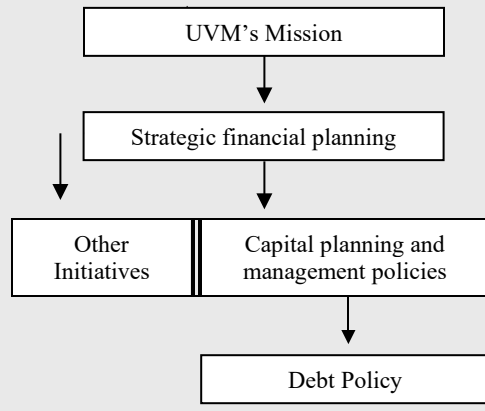 UVM’s Mission
Strategic financial planning
Other
Initiatives
Capital planning and
management policies
Debt Policy